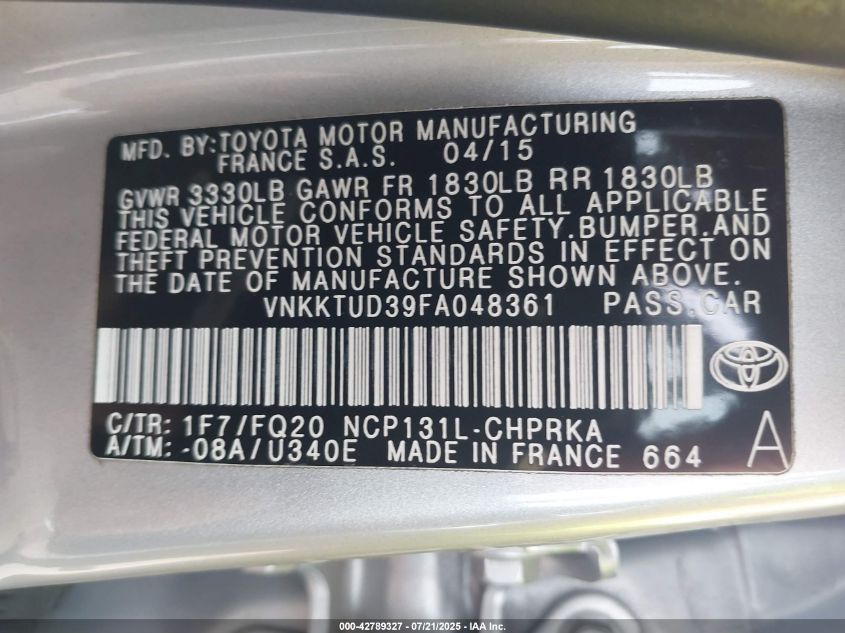 MFD. BY:TOYOTA MOTOR MANUFACTURING
FRANCE S.A.S. 04/15
GVWR 3330LB GAWR FR 1830LB RR 1830LB
THIS VEHICLE CONFORMS TO ALL APPLICABLE
FEDERAL MOTOR VEHICLE SAFETY.BUMPER.AND
THEFT PREVENTION STANDARDS IN EFFECT ON
THE DATE OF MANUFACTURE SHOWN ABOVE.
VNKKTUD39FA048361 PASS.CAR
C/TR: 1F7/FQ20 NCP131L-CHPRKA
A/TM: -08A/U340E MADE IN FRANCE 664
A
000-42789327 - 07/21/2025 - IAA, Inc.